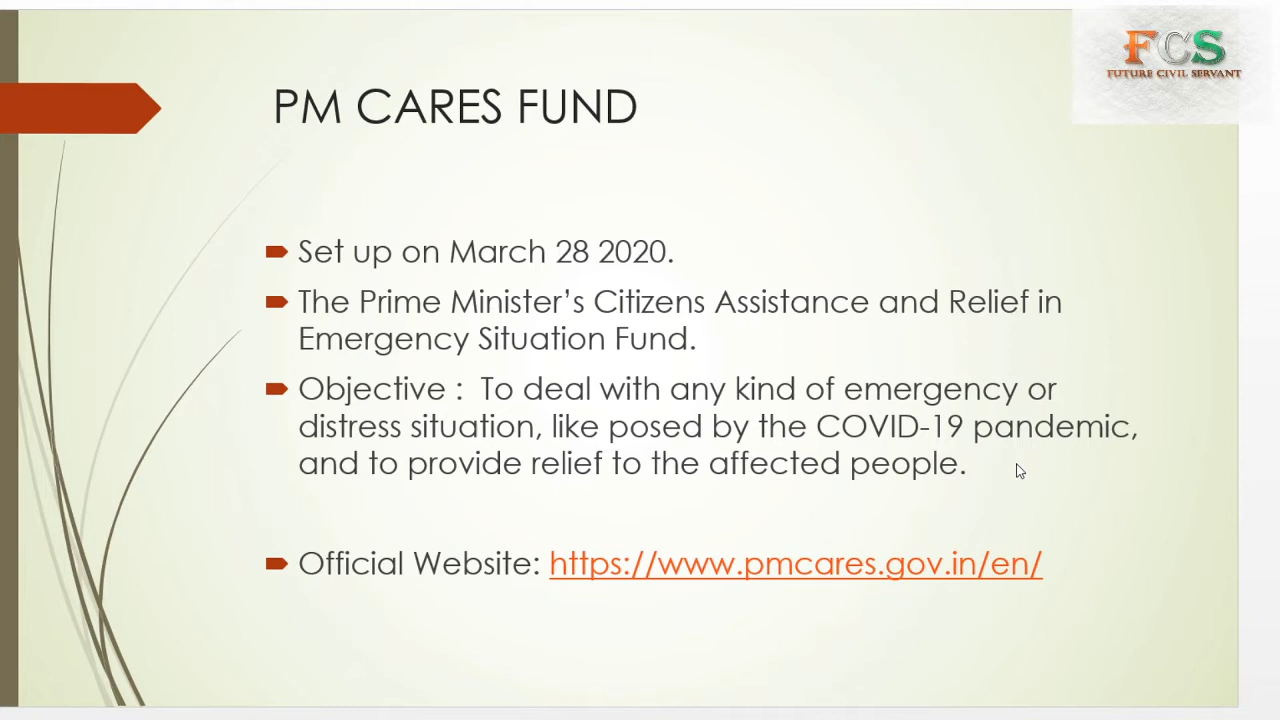 FCS
FUTURE CIVIL SERVANT
PM CARES FUND
Set up on March 28 2020.
The Prime Minister’s Citizens Assistance and Relief in
Emergency Situation Fund.
Objective :  To deal with any kind of emergency or
distress situation, like posed by the COVID-19 pandemic,
and to provide relief to the affected people.
Official Website: https://www.pmcares.gov.in/en/